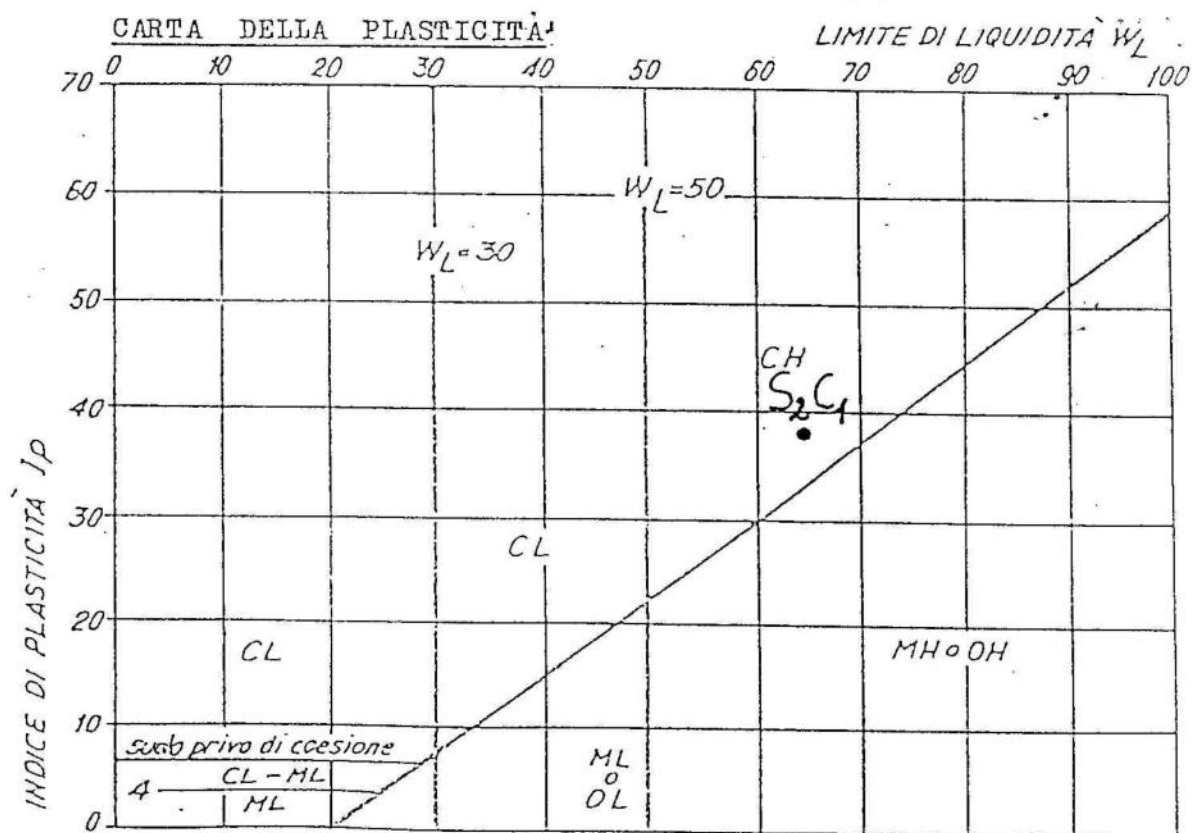 CARTA DELLA PLASTICITÀ
LIMITE DI LIQUIDITÀ W_L
0 10 20 30 40 50 60 70 80 90 100
70
60
50
40
30
20
10
0
INDICE DI PLASTICITÀ Ip
W_L=50
W_L=30
CH
S₂C₁
CL
CL
MH o OH
suolo privo di coesione
4
CL-ML
ML
ML
o
OL